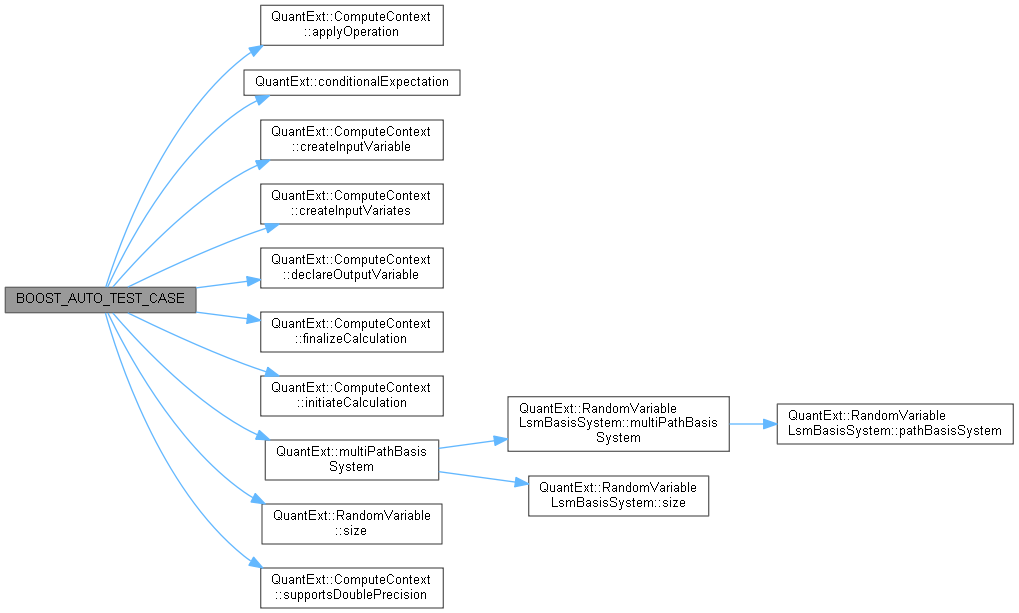 QuantExt::ComputeContext
::applyOperation
QuantExt::conditionalExpectation
QuantExt::ComputeContext
::createInputVariable
QuantExt::ComputeContext
::createInputVariates
QuantExt::ComputeContext
::declareOutputVariable
BOOST_AUTO_TEST_CASE
QuantExt::ComputeContext
::finalizeCalculation
QuantExt::ComputeContext
::initiateCalculation
QuantExt::multiPathBasis
System
QuantExt::RandomVariable
LsmBasisSystem::multiPathBasis
System
QuantExt::RandomVariable
LsmBasisSystem::pathBasisSystem
QuantExt::RandomVariable
LsmBasisSystem::size
QuantExt::RandomVariable
::size
QuantExt::ComputeContext
::supportsDoublePrecision